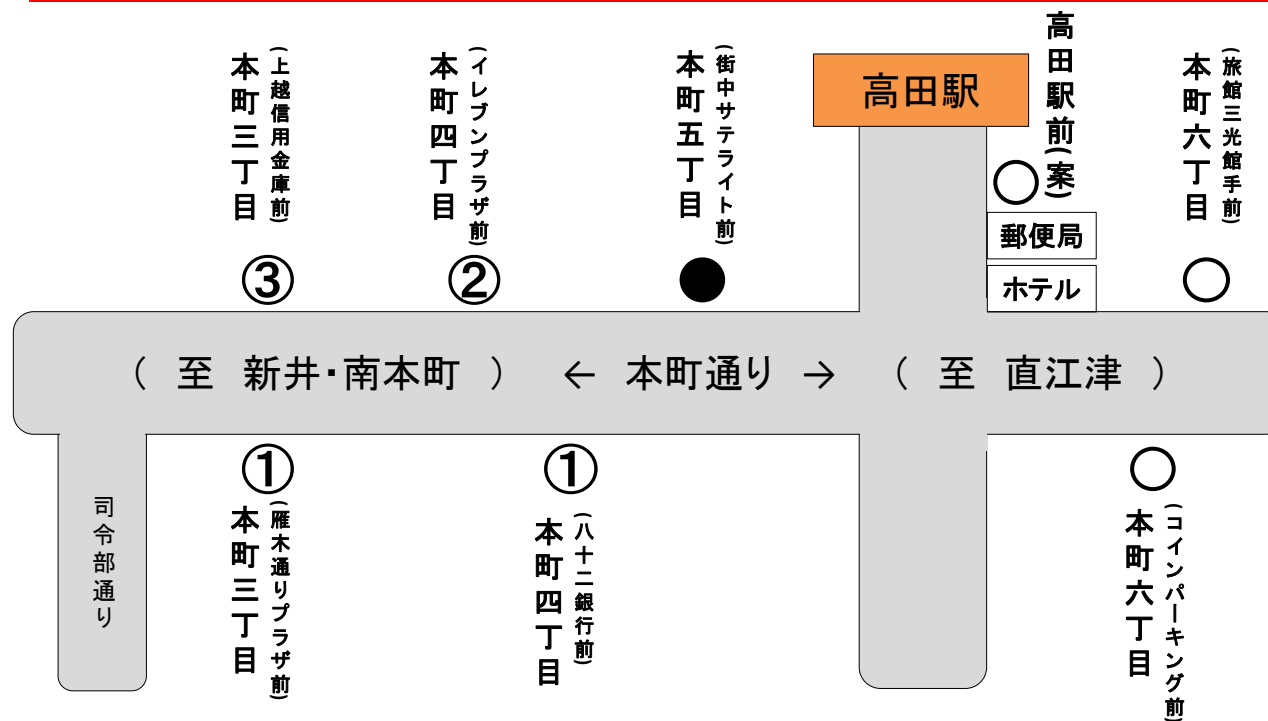 本町三丁目
(上越信用金庫前)
③
本町四丁目
(イレブンプラザ前)
②
本町五丁目
(街中サテライト前)
●
高田駅
高田駅前(案)
○
郵便局
ホテル
本町六丁目
(旅館三光館手前)
○
( 至 新井・南本町 ) ← 本町通り → ( 至 直江津 )
司令部通り
①
本町三丁目
(雁木通りプラザ前)
①
本町四丁目
(八十二銀行前)
○
本町六丁目
(コインパーキング前)